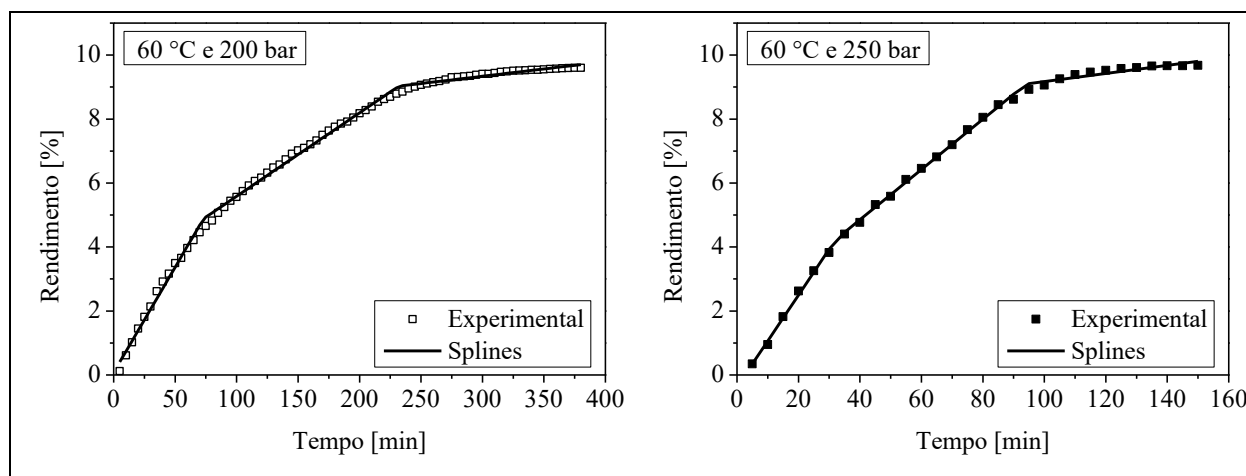 60 °C e 200 bar
10
8
6
4
2
0
Rendimento [%]
Experimental
Splines
0 50 100 150 200 250 300 350 400
Tempo [min]
60 °C e 250 bar
10
8
6
4
2
0
Rendimento [%]
Experimental
Splines
0 20 40 60 80 100 120 140 160
Tempo [min]